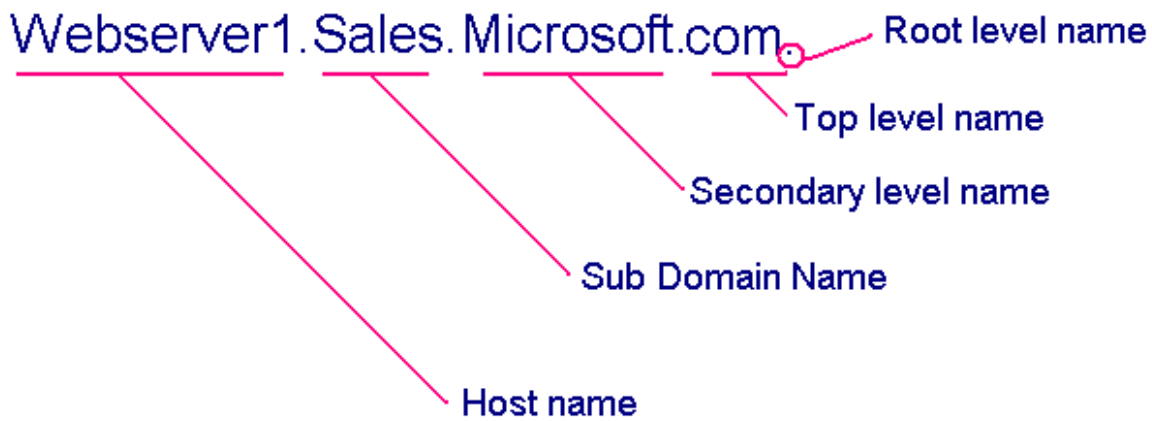 Webserver1.Sales.Microsoft.com.
Root level name
Top level name
Secondary level name
Sub Domain Name
Host name